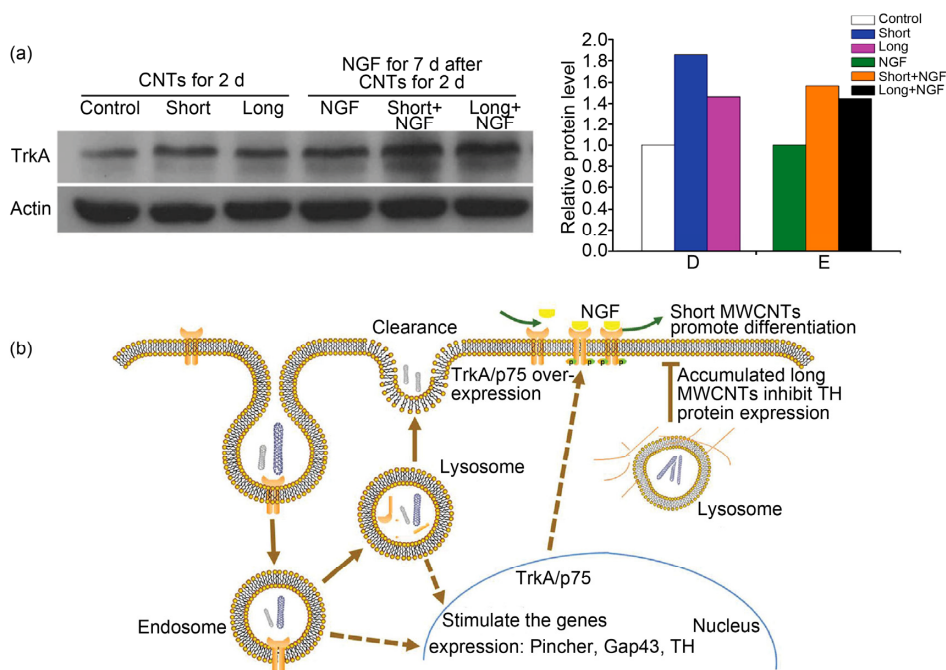 (a)
CNTs for 2 d
NGF for 7 d after
CNTs for 2 d
Control Short Long NGF Short+ Long+
NGF NGF
TrkA
Actin
Control
Short
Long
NGF
Short+NGF
Long+NGF
Relative protein level
2.0
1.8
1.6
1.4
1.2
1.0
0.8
0.6
0.4
0.2
0.0
D E
(b)
Clearance
NGF
Short MWCNTs
promote differentiation
TrkA/p75 over-
expression
P P P P
Accumulated long
MWCNTs inhibit TH
protein expression
Lysosome
Lysosome
Endosome
TrkA/p75
Stimulate the genes
expression: Pincher, Gap43, TH
Nucleus